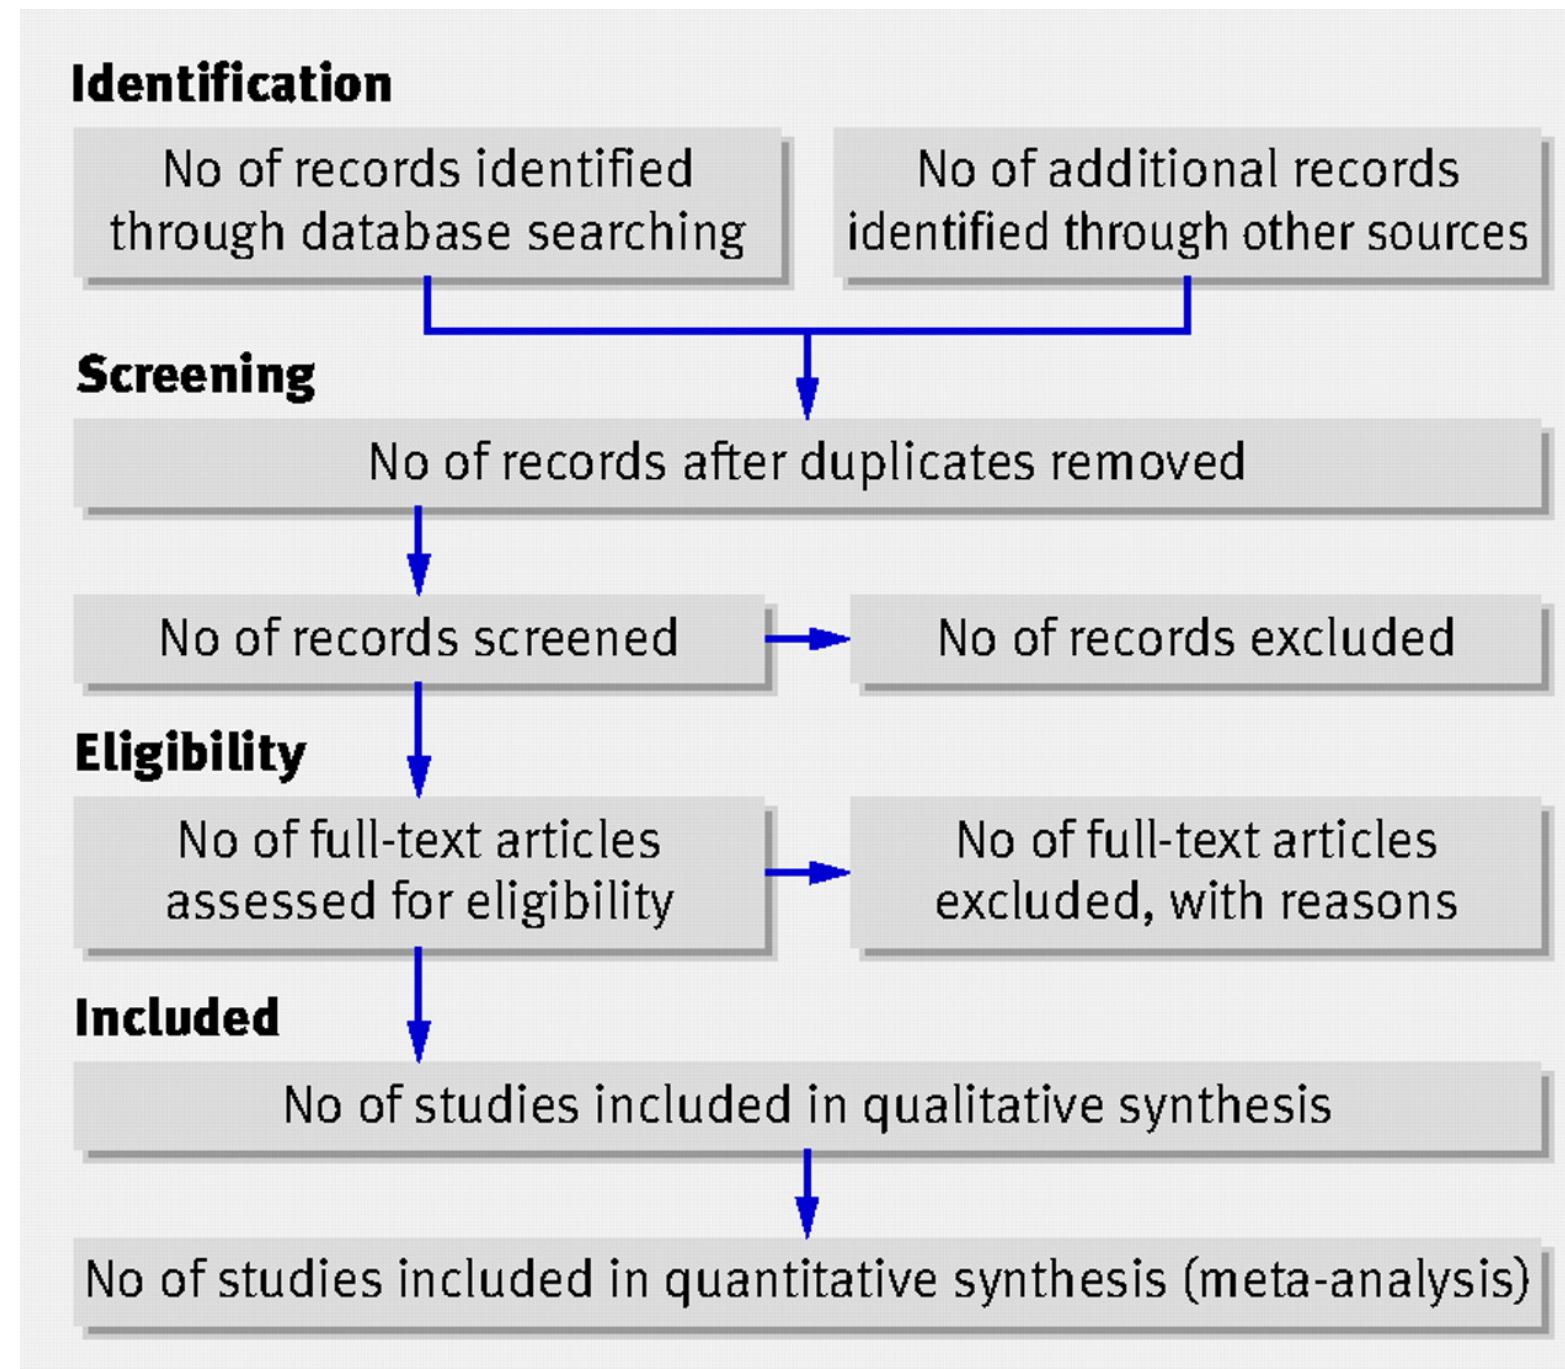 Identification
No of records identified
through database searching
No of additional records
identified through other sources
Screening
No of records after duplicates removed
No of records screened
No of records excluded
Eligibility
No of full-text articles
assessed for eligibility
No of full-text articles
excluded, with reasons
Included
No of studies included in qualitative synthesis
No of studies included in quantitative synthesis (meta-analysis)